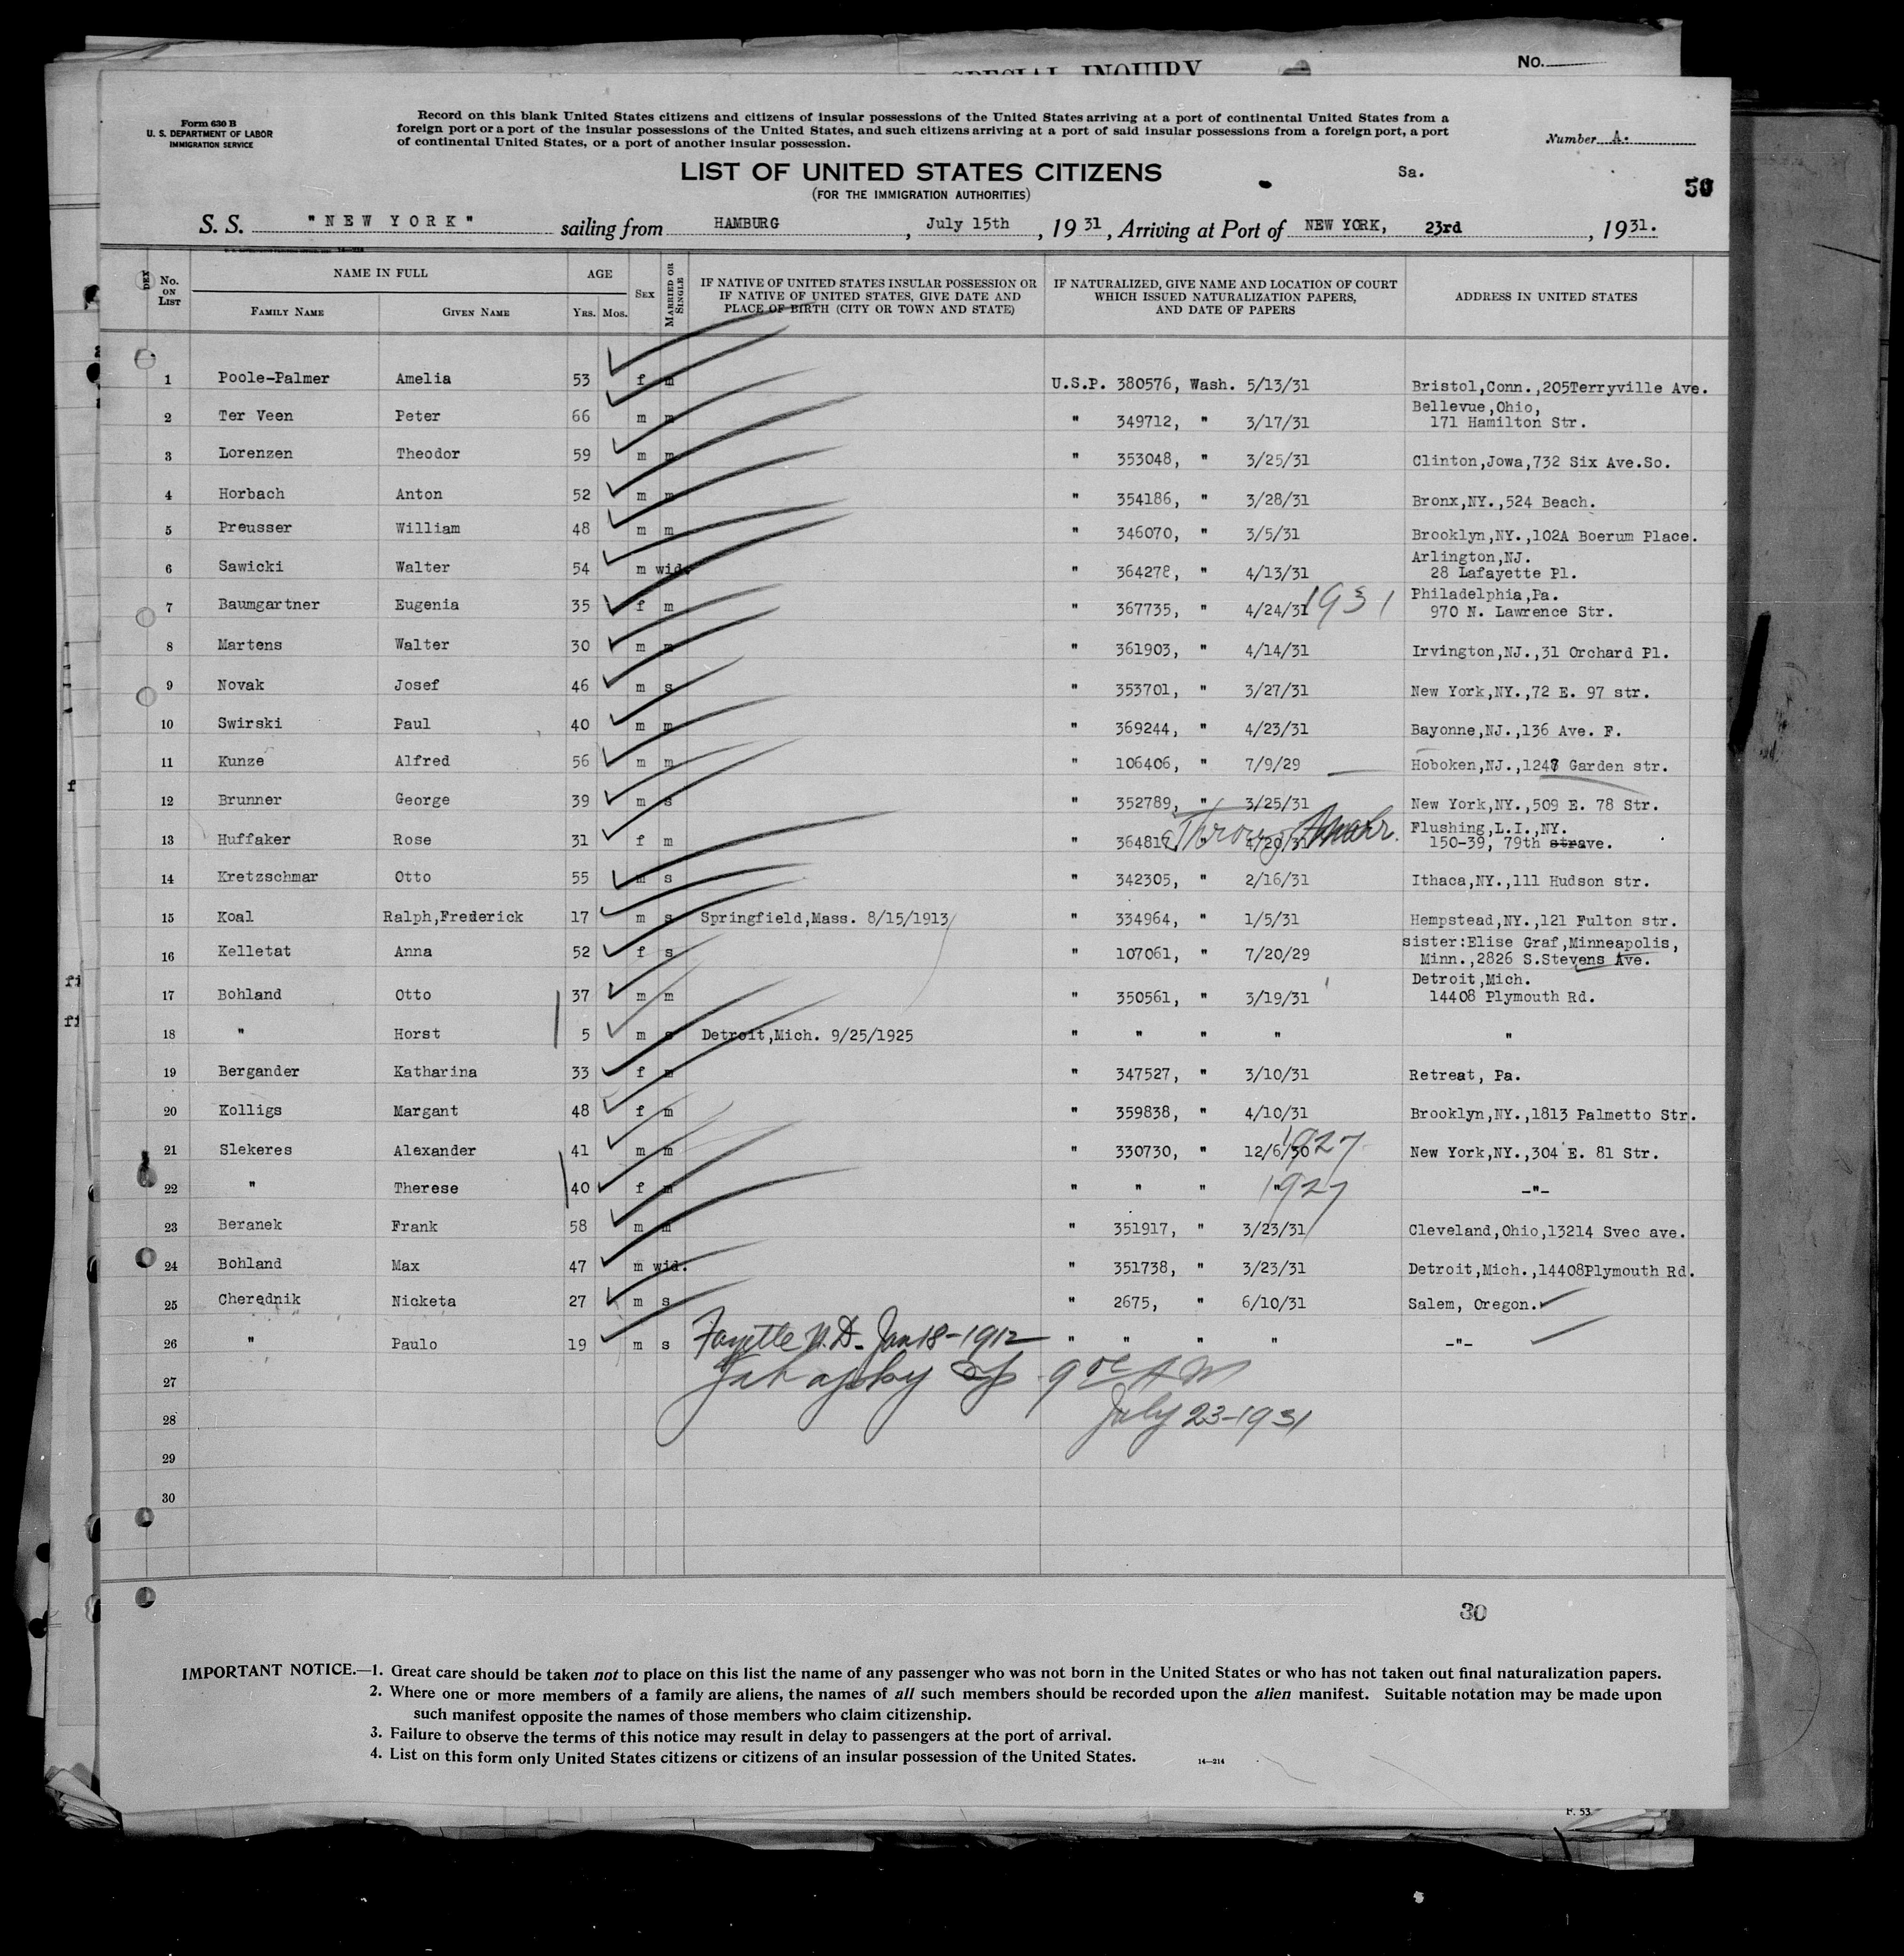 SPECIAL INQUIRY
No.
Form 630 B
U. S. DEPARTMENT OF LABOR
IMMIGRATION SERVICE
Record on this blank United States citizens and citizens of insular possessions of the United States arriving at a port of continental United States from a
foreign port or a port of the insular possessions of the United States, and such citizens arriving at a port of said insular possessions from a foreign port, a port
of continental United States, or a port of another insular possession.
Number A.
LIST OF UNITED STATES CITIZENS
Sa.
(FOR THE IMMIGRATION AUTHORITIES)
50
S. S. "NEW YORK" sailing from HAMBURG, July 15th, 1931, Arriving at Port of NEW YORK, 23rd, 1931.
No. ON LIST
NAME IN FULL
FAMILY NAME
GIVEN NAME
AGE
YRS. MOS.
SEX
MARRIED OR SINGLE
IF NATIVE OF UNITED STATES INSULAR POSSESSION OR
IF NATIVE OF UNITED STATES, GIVE DATE AND
PLACE OF BIRTH (CITY OR TOWN AND STATE)
IF NATURALIZED, GIVE NAME AND LOCATION OF COURT
WHICH ISSUED NATURALIZATION PAPERS,
AND DATE OF PAPERS
ADDRESS IN UNITED STATES
1 Poole-Palmer Amelia 53 f m U.S.P. 380576, Wash. 5/13/31 Bristol,Conn.,205Terryville Ave.
2 Ter Veen Peter 66 m m " 349712, " 3/17/31 Bellevue,Ohio,
171 Hamilton Str.
3 Lorenzen Theodor 59 m m " 353048, " 3/25/31 Clinton,Jowa,732 Six Ave.So.
4 Horbach Anton 52 m m " 354186, " 3/28/31 Bronx,NY.,524 Beach.
5 Preusser William 48 m m " 346070, " 3/5/31 Brooklyn,NY.,102A Boerum Place.
6 Sawicki Walter 54 m wid. " 364278, " 4/13/31 Arlington,NJ.
28 Lafayette Pl.
7 Baumgartner Eugenia 35 f m " 367735, " 4/24/31 1931 Philadelphia,Pa.
970 N. Lawrence Str.
8 Martens Walter 30 m m " 361903, " 4/14/31 Irvington,NJ.,31 Orchard Pl.
9 Novak Josef 46 m s " 353701, " 3/27/31 New York,NY.,72 E. 97 str.
10 Swirski Paul 40 m m " 369244, " 4/23/31 Bayonne,NJ.,136 Ave. F.
11 Kunze Alfred 56 m m " 106406, " 7/9/29 Hoboken,NJ.,1247 Garden str.
12 Brunner George 39 m s " 352789, " 3/25/31 New York,NY.,509 E. 78 Str.
13 Huffaker Rose 31 f m " 364817, " 4/20/31 Flushing,L.I.,NY.
150-39, 79th strave.
14 Kretzschmar Otto 55 m s " 342305, " 2/16/31 Ithaca,NY.,111 Hudson str.
15 Koal Ralph,Frederick 17 m s Springfield,Mass. 8/15/1913 " 334964, " 1/5/31 Hempstead,NY.,121 Fulton str.
16 Kelletat Anna 52 f s " 107061, " 7/20/29 sister:Elise Graf,Minneapolis,
Minn.,2826 S.Stevens Ave.
17 Bohland Otto 37 m m " 350561, " 3/19/31 Detroit,Mich.
14408 Plymouth Rd.
18 " Horst 5 m s Detroit,Mich. 9/25/1925 " " " " "
19 Bergander Katharina 33 f m " 347527, " 3/10/31 Retreat, Pa.
20 Kolligs Margant 48 f m " 359838, " 4/10/31 Brooklyn,NY.,1813 Palmetto Str.
21 Slekeres Alexander 41 m m " 330730, " 12/6/30 1927 New York,NY.,304 E. 81 Str.
22 " Therese 40 f m " " " " 1927 -"-
23 Beranek Frank 58 m m " 351917, " 3/23/31 Cleveland,Ohio,13214 Svec ave.
24 Bohland Max 47 m wid. " 351738, " 3/23/31 Detroit,Mich.,14408Plymouth Rd.
25 Cherednik Nicketa 27 m s " 2675, " 6/10/31 Salem, Oregon.
26 " Paulo 19 m s Fayette N.D. Jan 18-1912 " " " " -"-
27
28 July 23-1931
29
30
30
IMPORTANT NOTICE.—1. Great care should be taken not to place on this list the name of any passenger who was not born in the United States or who has not taken out final naturalization papers.
2. Where one or more members of a family are aliens, the names of all such members should be recorded upon the alien manifest. Suitable notation may be made upon
such manifest opposite the names of those members who claim citizenship.
3. Failure to observe the terms of this notice may result in delay to passengers at the port of arrival.
4. List on this form only United States citizens or citizens of an insular possession of the United States.
14—214
F. 53